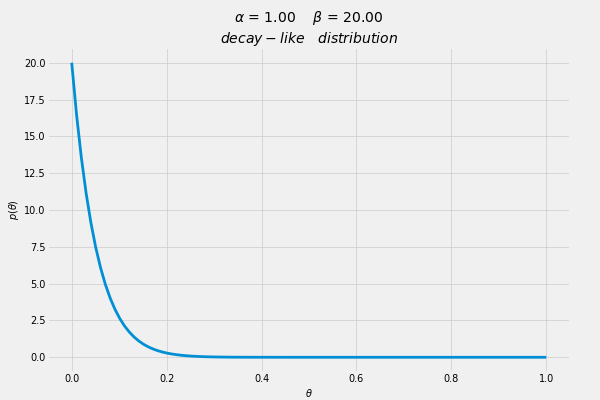 α = 1.00 β = 20.00
decay − like distribution
20.0
17.5
15.0
12.5
10.0
7.5
5.0
2.5
0.0
p(θ)
0.0 0.2 0.4 0.6 0.8 1.0
θ